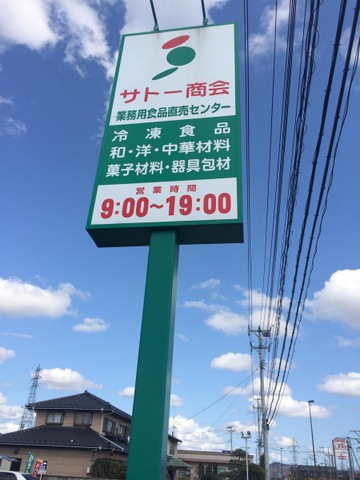 サトー商会
業務用食品直売センター
冷凍食品
和・洋・中華材料
菓子材料・器具包材
営業時間
9:00〜19:00